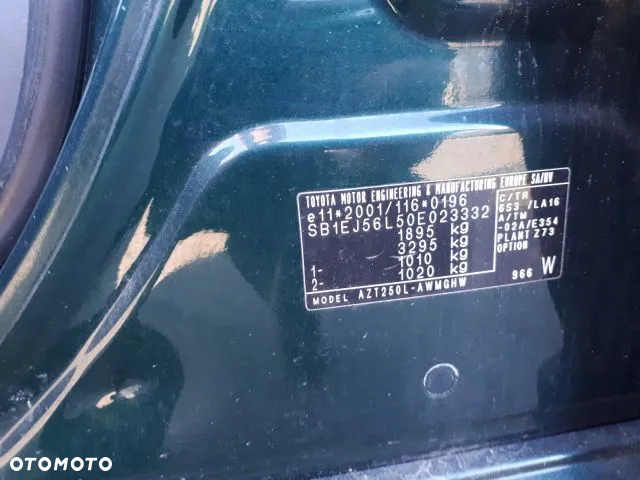 TOYOTA MOTOR ENGINEERING & MANUFACTURING EUROPE SA/NV
e11*2001/116*0196
SB1EJ56L50E023332
1895 kg
3295 kg
1- 1010 kg
2- 1020 kg
MODEL AZT250L-AWMGHW
C/TR
6S3 /LA16
A/TM
-02A/E354
PLANT Z73
OPTION
966 W
OTOMOTO